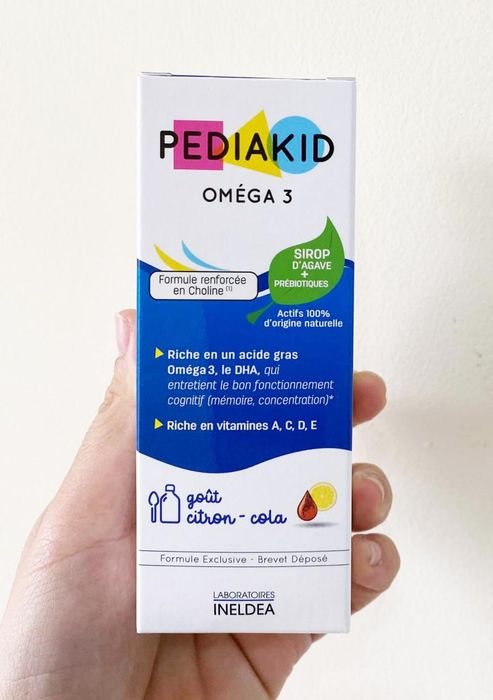 PEDIAKID
OMÉGA 3
SIROP
D'AGAVE
+
PRÉBIOTIQUES
Formule renforcée
en Choline (1)
Actifs 100%
d'origine naturelle
Riche en un acide gras
Oméga3, le DHA, qui
entretient le bon fonctionnement
cognitif (mémoire, concentration)*
Riche en vitamines A, C, D, E
goût
citron - cola
Formule Exclusive - Brevet Déposé
LABORATOIRES
INELDEA